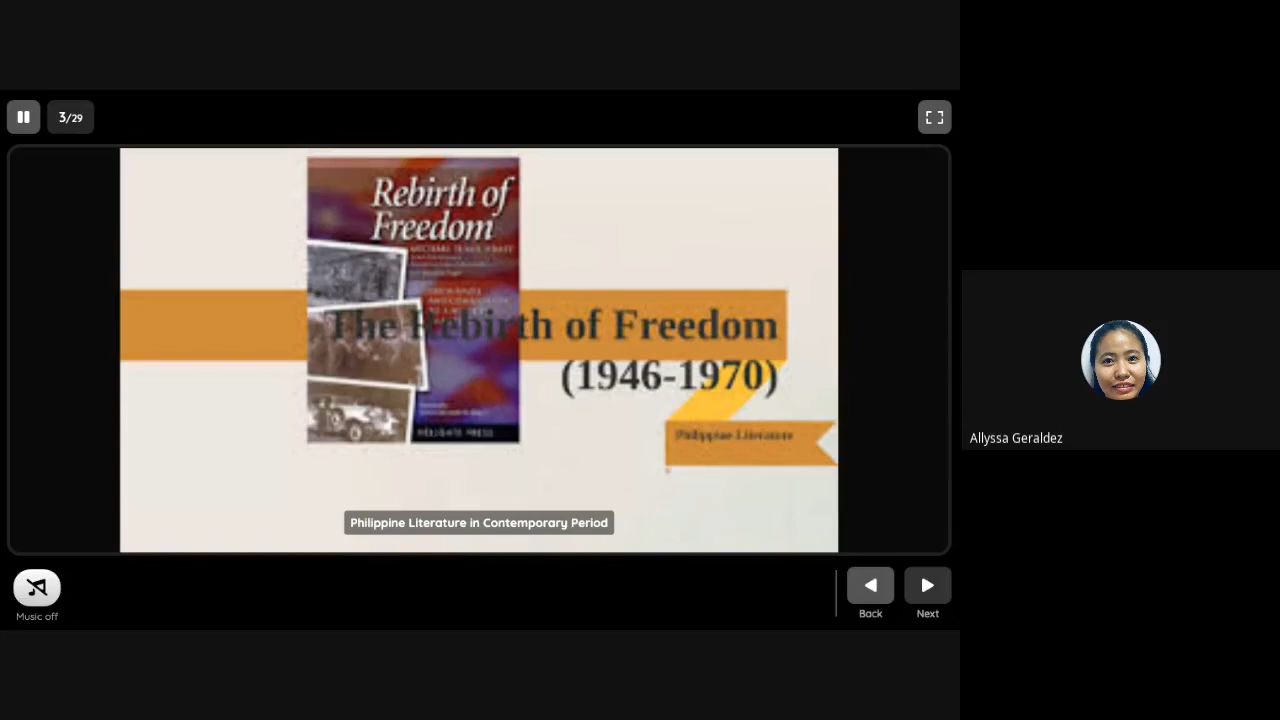 3/29
Rebirth of
Freedom
The Rebirth of Freedom
(1946-1970)
Philippine Literature
Philippine Literature in Contemporary Period
Allyssa Geraldez
Music off
Back
Next